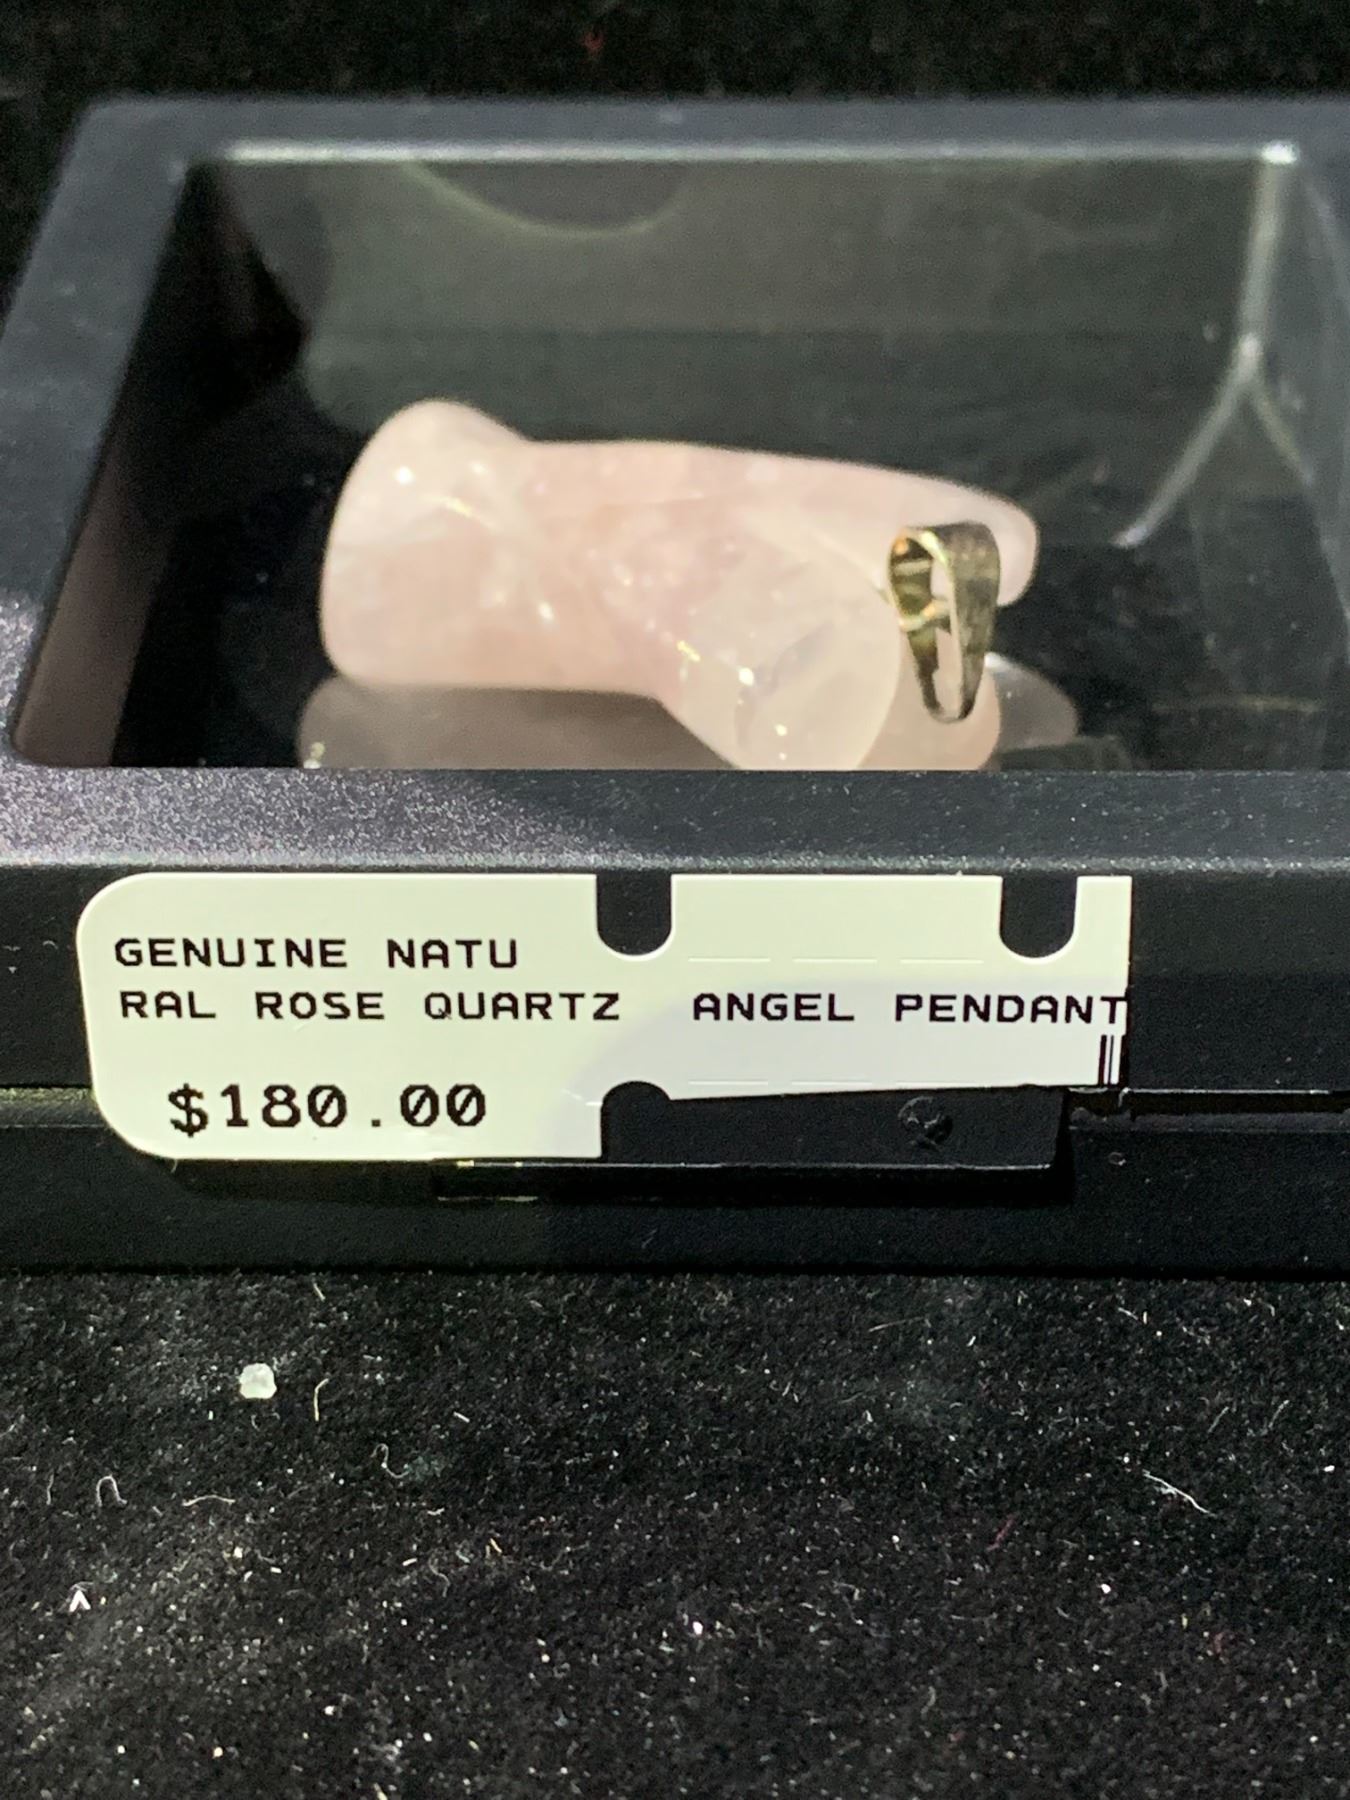 GENUINE NATU
RAL ROSE QUARTZ ANGEL PENDANT
$180.00